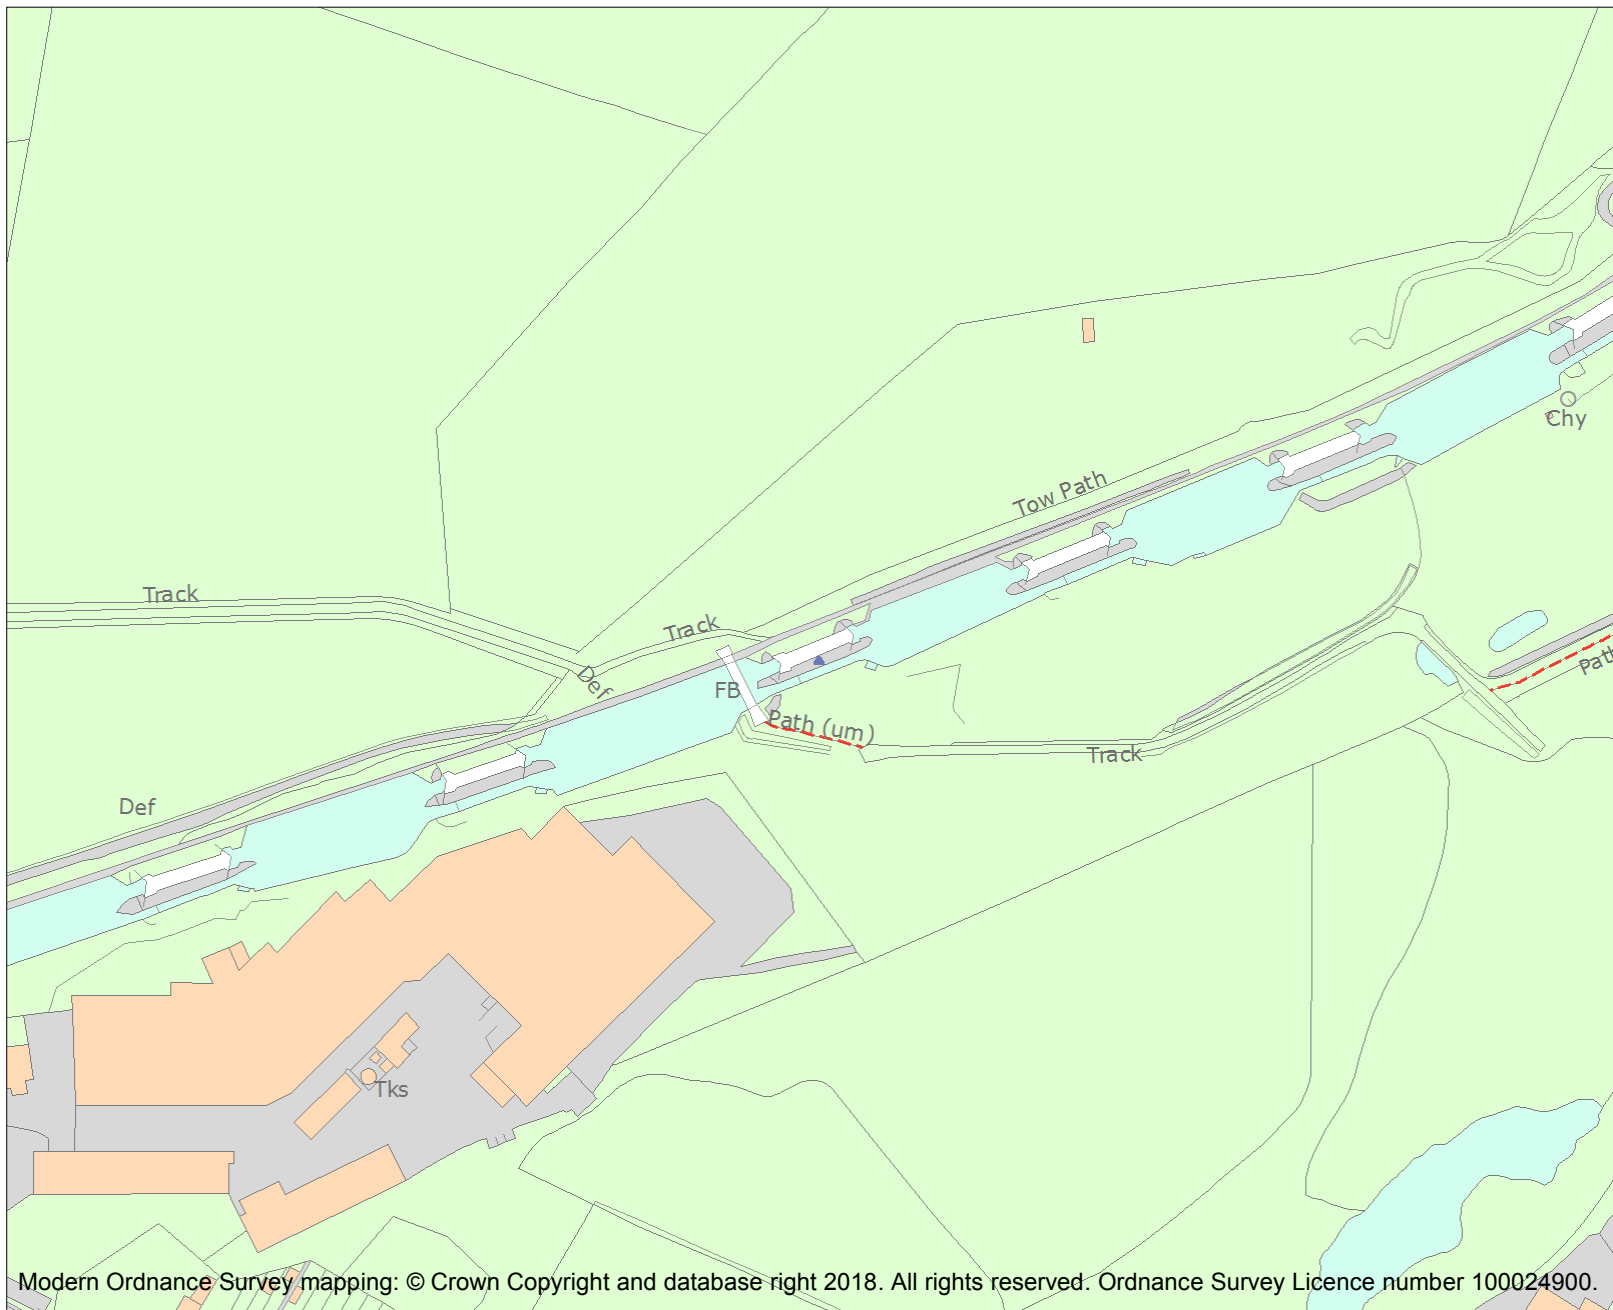 Chy
Tow Path
Track
Track
Def
Path
FB
Path (um)
Track
Def
Tks
Modern Ordnance Survey mapping: © Crown Copyright and database right 2018. All rights reserved. Ordnance Survey Licence number 100024900.